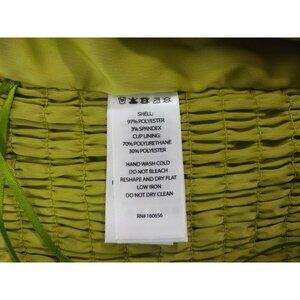 SHELL:
97% POLYESTER
3% SPANDEX
CUP LINING:
70% POLYURETHANE
30% POLYESTER
HAND WASH COLD
DO NOT BLEACH
RESHAPE AND DRY FLAT
LOW IRON
DO NOT DRY CLEAN
RN# 160656